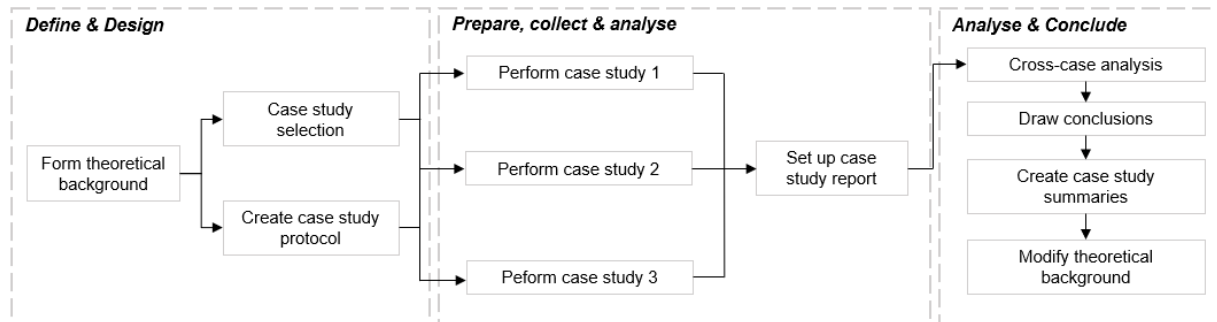 Define & Design
Form theoretical
background
Case study
selection
Create case study
protocol
Prepare, collect & analyse
Perform case study 1
Perform case study 2
Peform case study 3
Set up case
study report
Analyse & Conclude
Cross-case analysis
Draw conclusions
Create case study
summaries
Modify theoretical
background